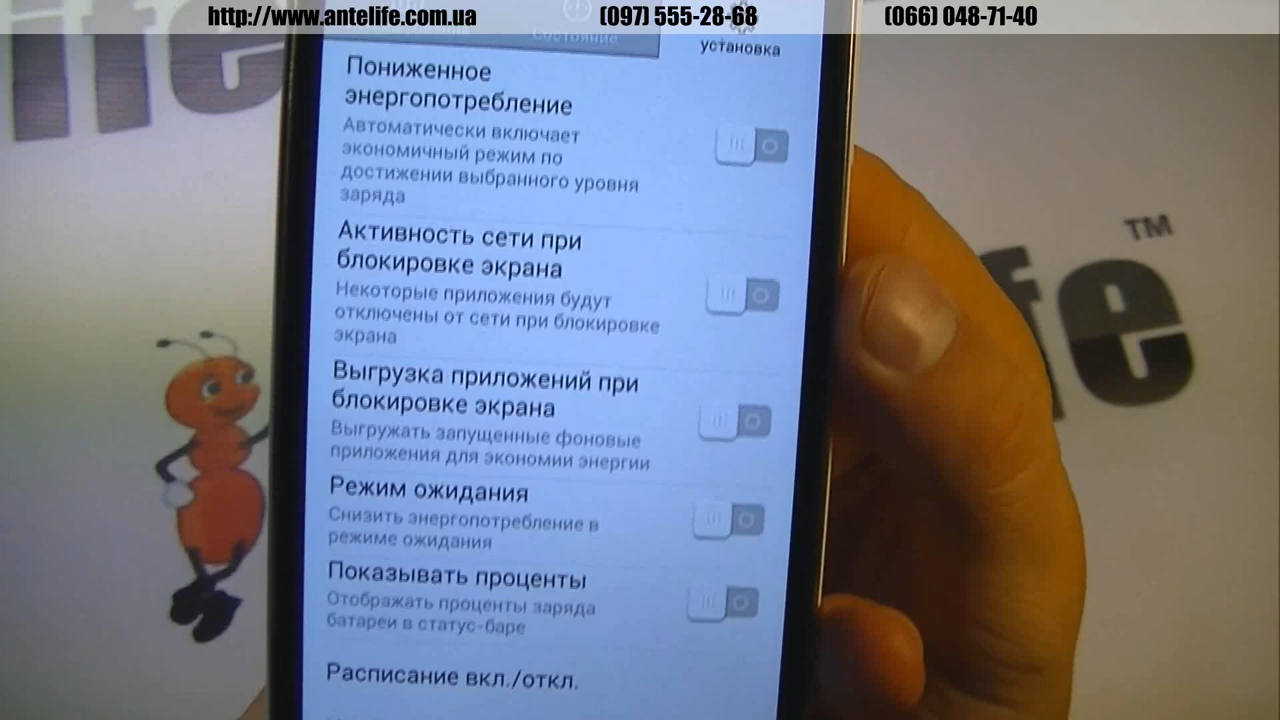 http://www.antelife.com.ua (097) 555-28-68 (066) 048-71-40
Состояние
установка
Пониженное
энергопотребление
Автоматически включает
экономичный режим по
достижении выбранного уровня
заряда
Активность сети при
блокировке экрана
Некоторые приложения будут
отключены от сети при блокировке
экрана
Выгрузка приложений при
блокировке экрана
Выгружать запущенные фоновые
приложения для экономии энергии
Режим ожидания
Снизить энергопотребление в
режиме ожидания
Показывать проценты
Отображать проценты заряда
батареи в статус-баре
Расписание вкл./откл.
life
fe
TM